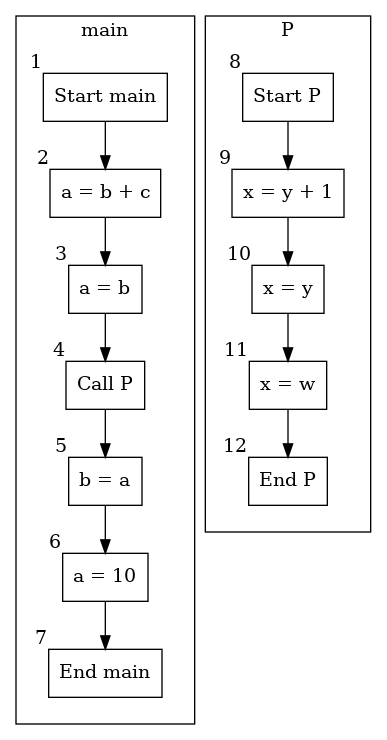 main
1
Start main
2
a = b + c
3
a = b
4
Call P
5
b = a
6
a = 10
7
End main
P
8
Start P
9
x = y + 1
10
x = y
11
x = w
12
End P